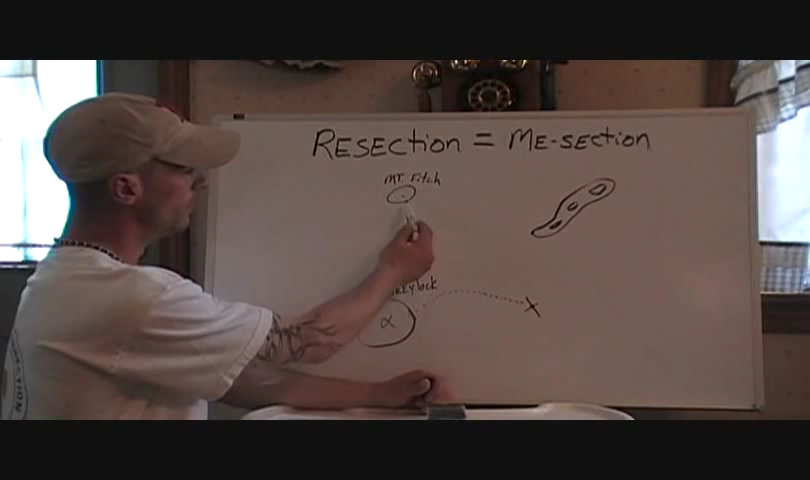 RESECTION = ME-SECTION
MT. Fitch
X